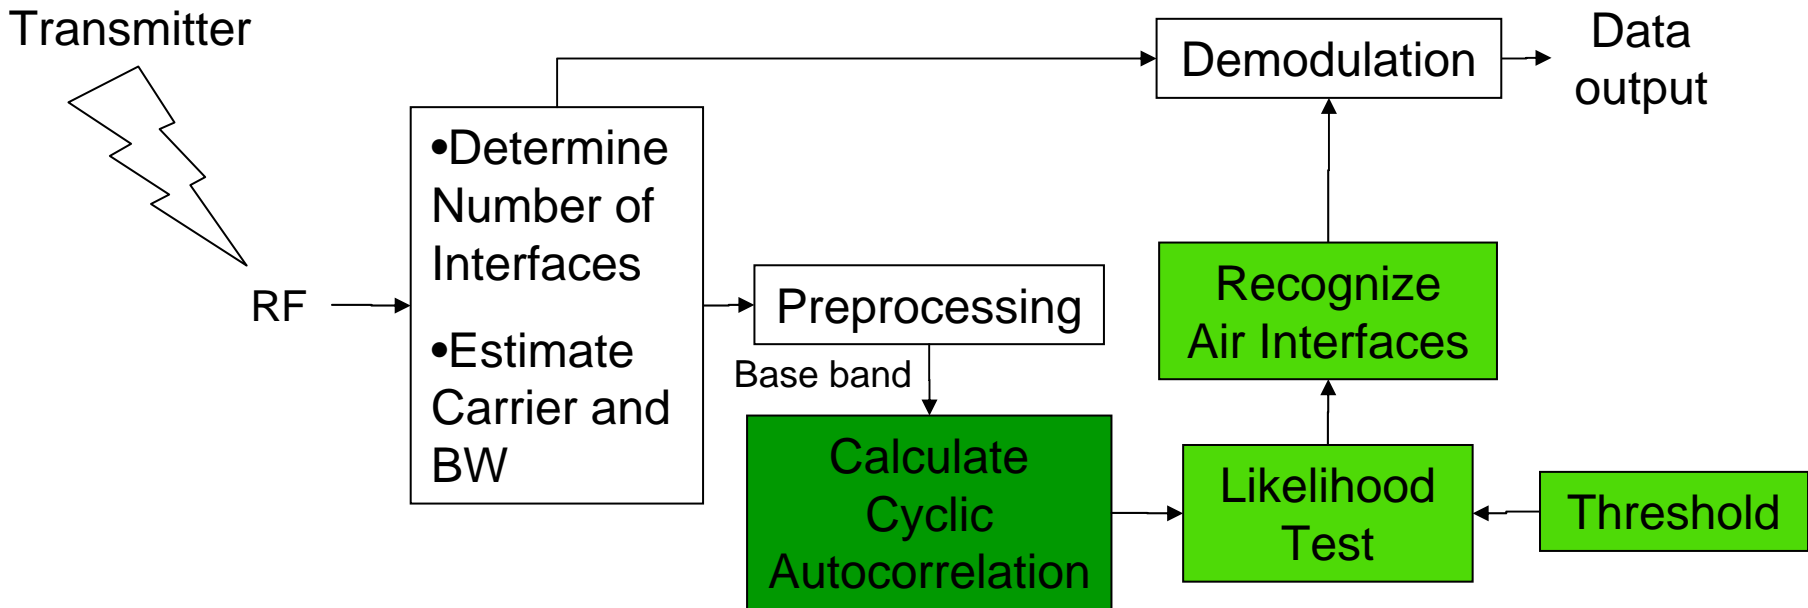 Transmitter
RF
•Determine
Number of
Interfaces
•Estimate
Carrier and
BW
Preprocessing
Base band
Calculate
Cyclic
Autocorrelation
Likelihood
Test
Threshold
Recognize
Air Interfaces
Demodulation
Data
output